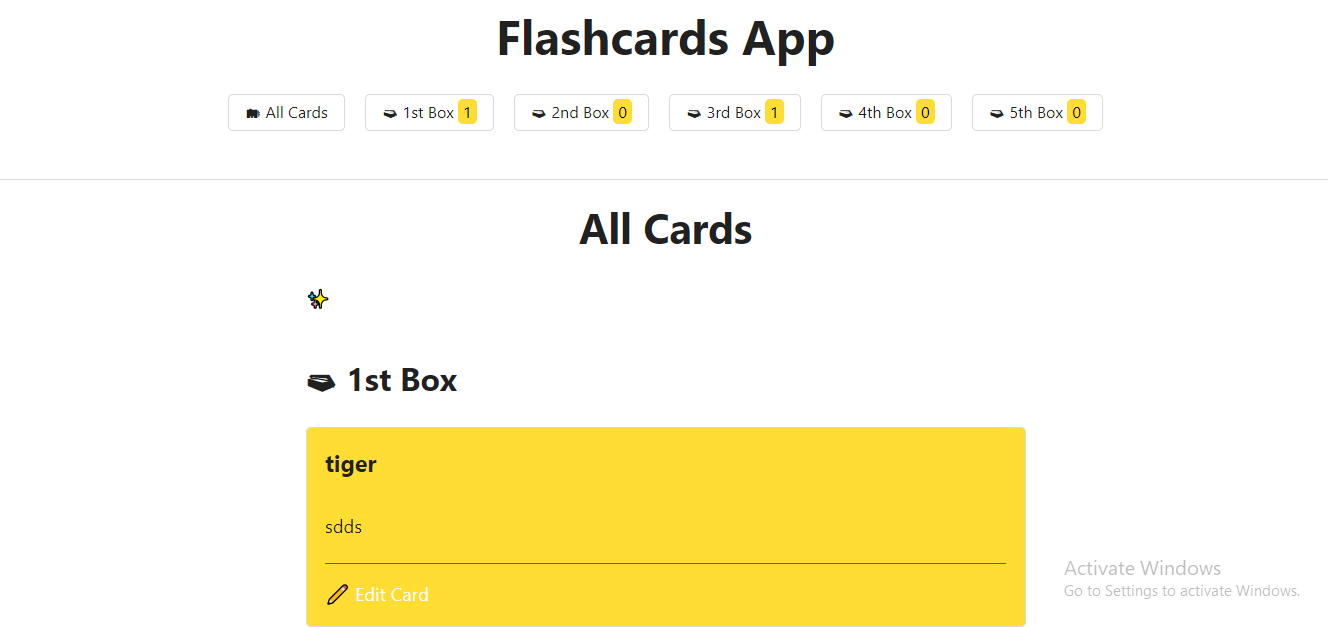 Flashcards App
All Cards 1st Box 1 2nd Box 0 3rd Box 1 4th Box 0 5th Box 0
All Cards
1st Box
tiger
sdds
Edit Card
Activate Windows
Go to Settings to activate Windows.